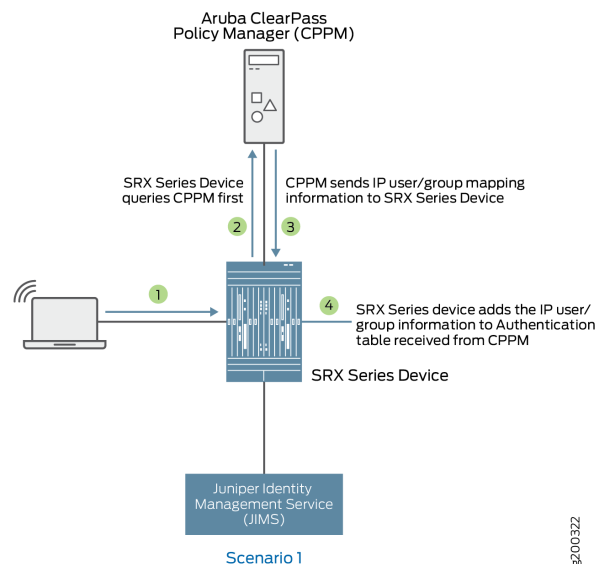 Aruba ClearPass
Policy Manager (CPPM)
SRX Series Device
queries CPPM first
CPPM sends IP user/group mapping
information to SRX Series Device
2
3
1
4
SRX Series device adds the IP user/
group information to Authentication
table received from CPPM
SRX Series Device
Juniper Identity
Management Service
(JIMS)
Scenario 1
g200322